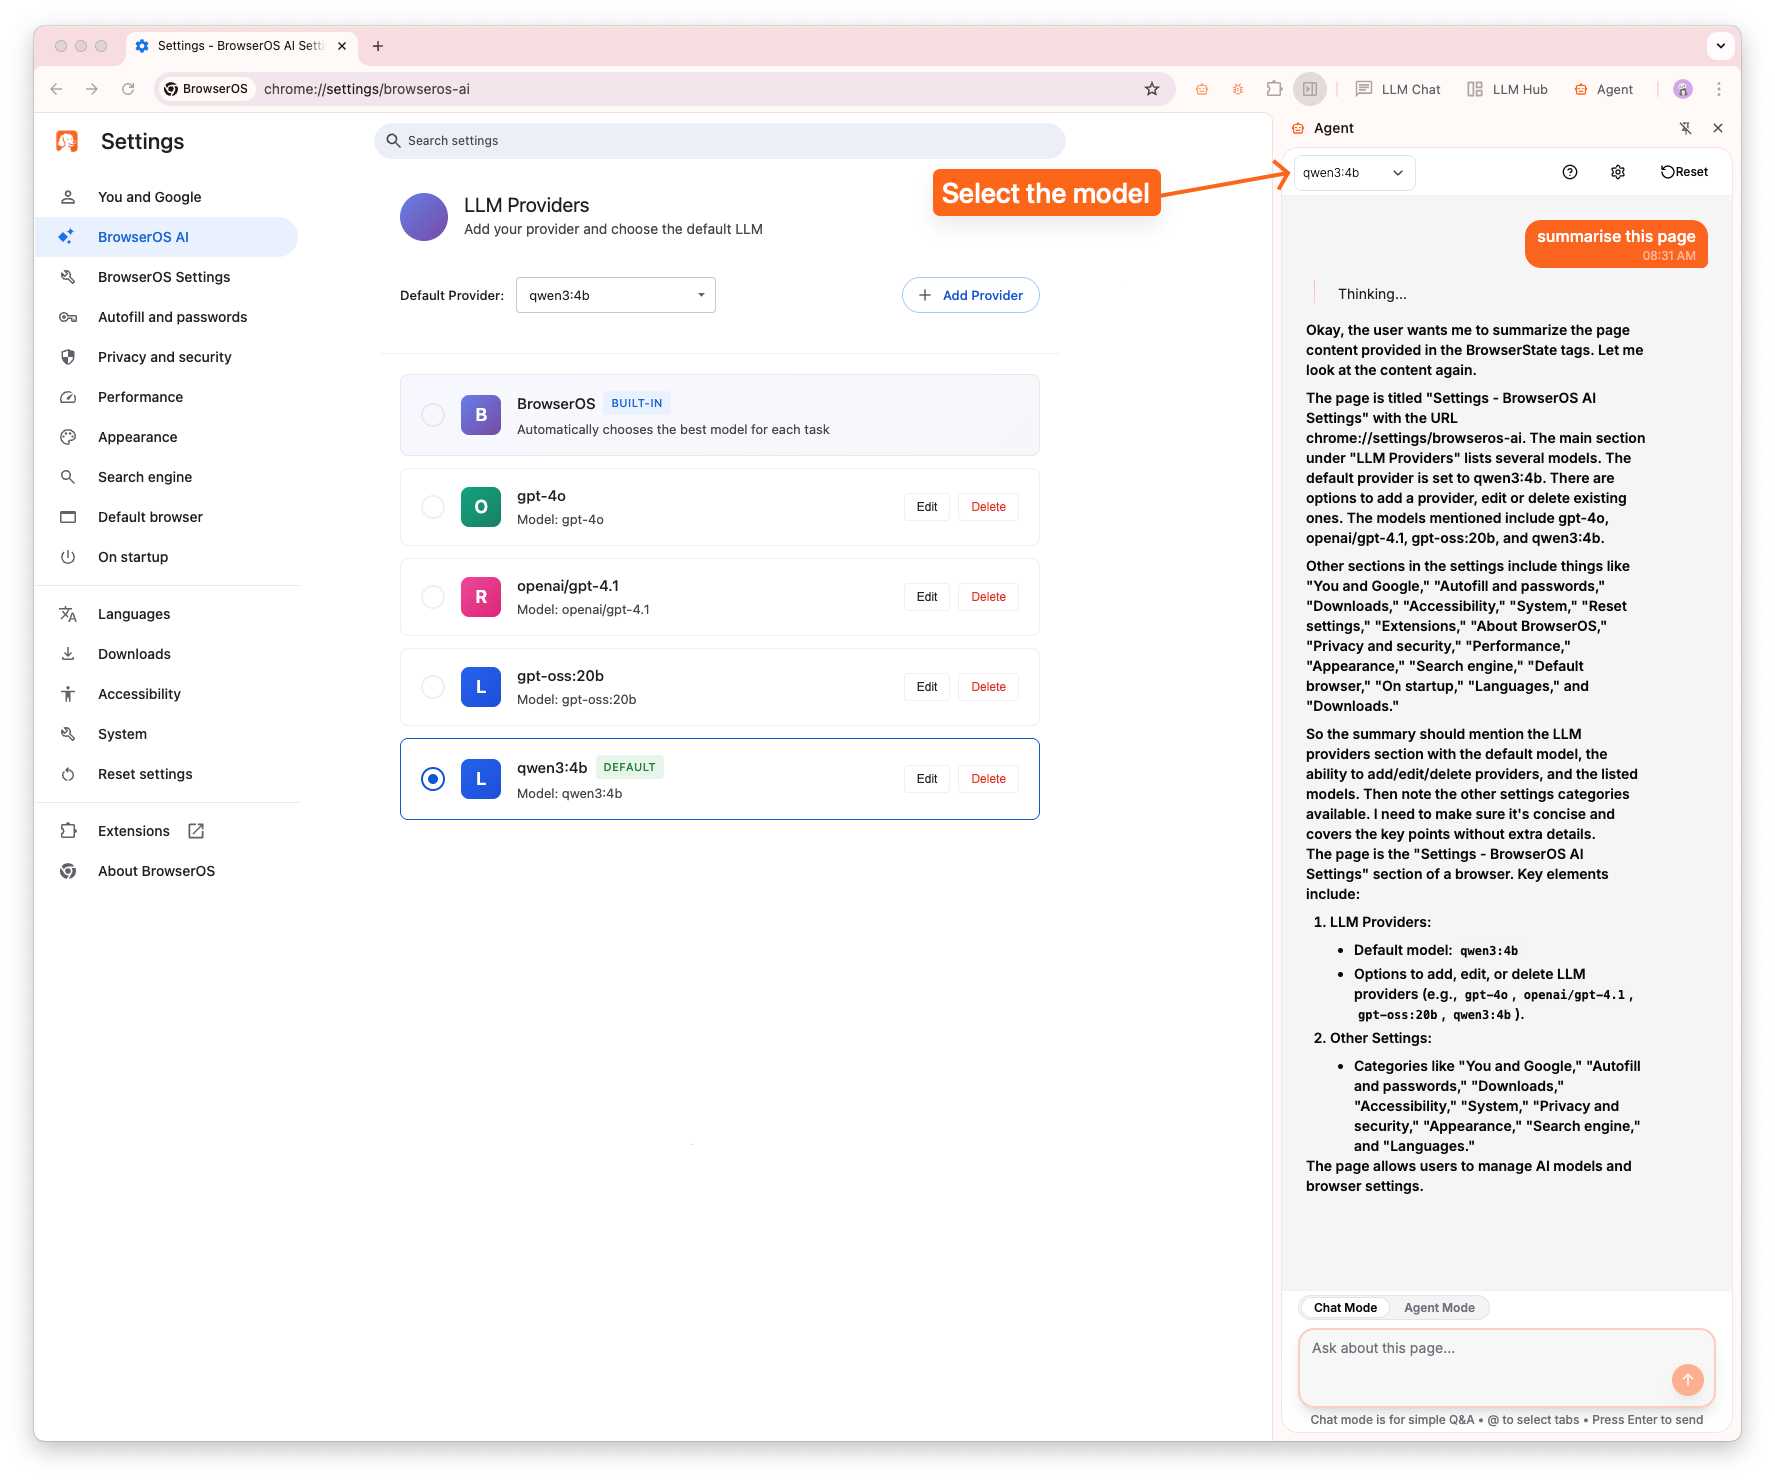 Settings - BrowserOS AI Setti
BrowserOS
chrome://settings/browseros-ai
LLM Chat
LLM Hub
Agent
Settings
Search settings
You and Google
BrowserOS AI
BrowserOS Settings
Autofill and passwords
Privacy and security
Performance
Appearance
Search engine
Default browser
On startup
Languages
Downloads
Accessibility
System
Reset settings
Extensions
About BrowserOS
LLM Providers
Add your provider and choose the default LLM
Default Provider:
qwen3:4b
Add Provider
B
BrowserOS BUILT-IN
Automatically chooses the best model for each task
O
gpt-4o
Model: gpt-4o
Edit
Delete
R
openai/gpt-4.1
Model: openai/gpt-4.1
Edit
Delete
L
gpt-oss:20b
Model: gpt-oss:20b
Edit
Delete
L
qwen3:4b DEFAULT
Model: qwen3:4b
Edit
Delete
Select the model
Agent
qwen3:4b
Reset
summarise this page
08:31 AM
Thinking...
Okay, the user wants me to summarize the page
content provided in the BrowserState tags. Let me
look at the content again.
The page is titled "Settings - BrowserOS AI
Settings" with the URL
chrome://settings/browseros-ai. The main section
under "LLM Providers" lists several models. The
default provider is set to qwen3:4b. There are
options to add a provider, edit or delete existing
ones. The models mentioned include gpt-4o,
openai/gpt-4.1, gpt-oss:20b, and qwen3:4b.
Other sections in the settings include things like
"You and Google," "Autofill and passwords,"
"Downloads," "Accessibility," "System," "Reset
settings," "Extensions," "About BrowserOS,"
"Privacy and security," "Performance,"
"Appearance," "Search engine," "Default
browser," "On startup," "Languages," and
"Downloads."
So the summary should mention the LLM
providers section with the default model, the
ability to add/edit/delete providers, and the listed
models. Then note the other settings categories
available. I need to make sure it's concise and
covers the key points without extra details.
The page is the "Settings - BrowserOS AI
Settings" section of a browser. Key elements
include:
1. LLM Providers:
• Default model: qwen3:4b
• Options to add, edit, or delete LLM
providers (e.g., gpt-4o, openai/gpt-4.1,
gpt-oss:20b, qwen3:4b).
2. Other Settings:
• Categories like "You and Google," "Autofill
and passwords," "Downloads,"
"Accessibility," "System," "Privacy and
security," "Appearance," "Search engine,"
and "Languages."
The page allows users to manage AI models and
browser settings.
Chat Mode
Agent Mode
Ask about this page...
Chat mode is for simple Q&A • @ to select tabs • Press Enter to send